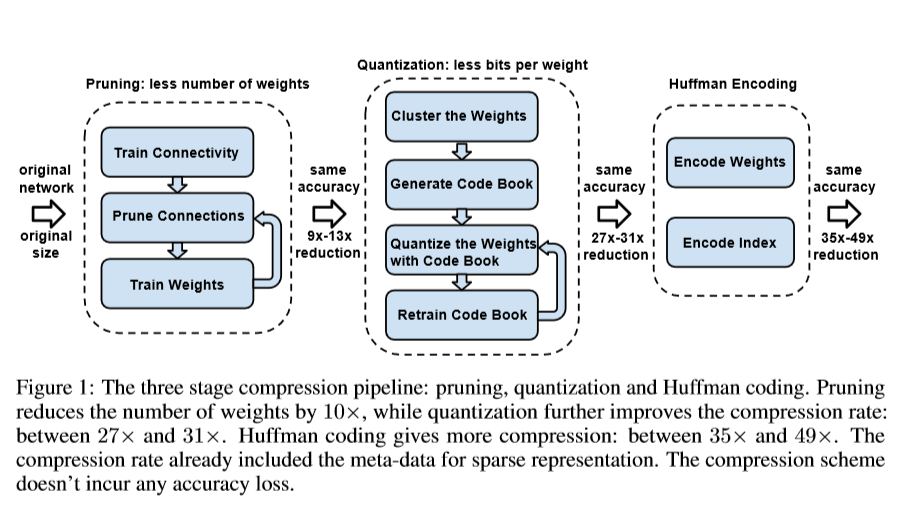 Pruning: less number of weights
original
network
original
size
Train Connectivity
Prune Connections
Train Weights
same
accuracy
9x-13x
reduction
Quantization: less bits per weight
Cluster the Weights
Generate Code Book
Quantize the Weights
with Code Book
Retrain Code Book
same
accuracy
27x-31x
reduction
Huffman Encoding
Encode Weights
Encode Index
same
accuracy
35x-49x
reduction
Figure 1: The three stage compression pipeline: pruning, quantization and Huffman coding. Pruning
reduces the number of weights by 10×, while quantization further improves the compression rate:
between 27× and 31×. Huffman coding gives more compression: between 35× and 49×. The
compression rate already included the meta-data for sparse representation. The compression scheme
doesn't incur any accuracy loss.